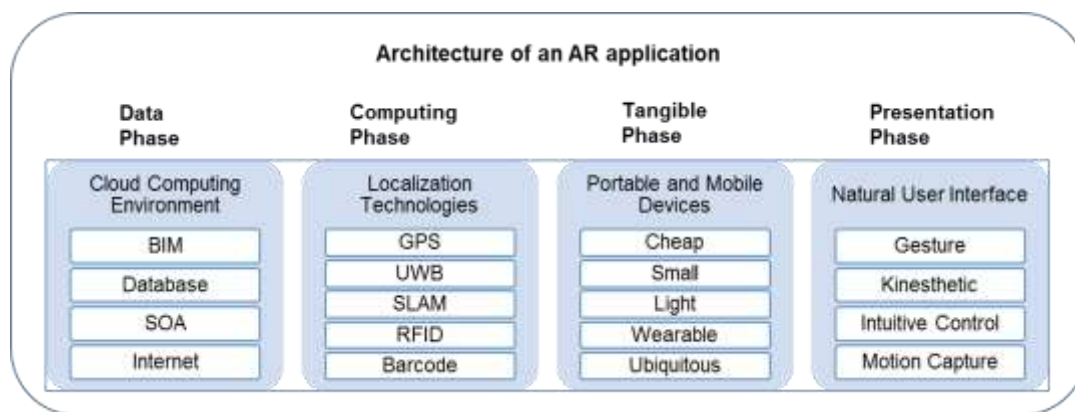 Architecture of an AR application
Data
Phase
Computing
Phase
Tangible
Phase
Presentation
Phase
Cloud Computing
Environment
BIM
Database
SOA
Internet
Localization
Technologies
GPS
UWB
SLAM
RFID
Barcode
Portable and Mobile
Devices
Cheap
Small
Light
Wearable
Ubiquitous
Natural User Interface
Gesture
Kinesthetic
Intuitive Control
Motion Capture